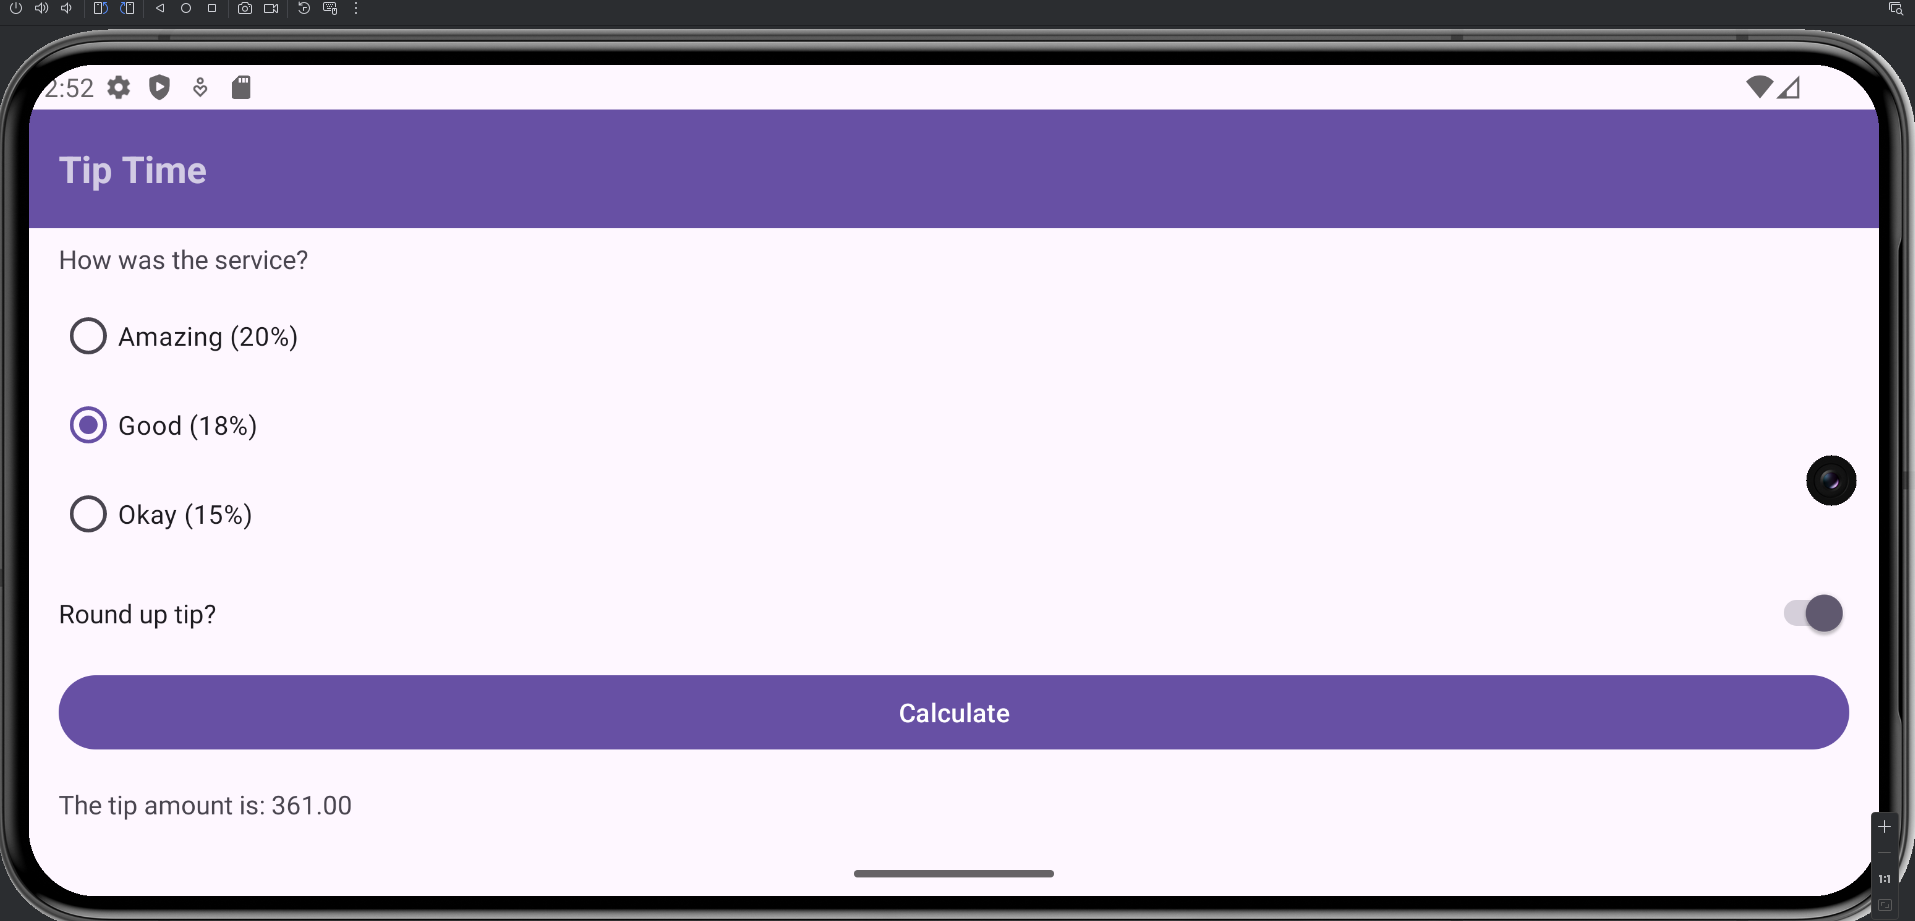 2:52
Tip Time
How was the service?
Amazing (20%)
Good (18%)
Okay (15%)
Round up tip?
Calculate
The tip amount is: 361.00
1:1